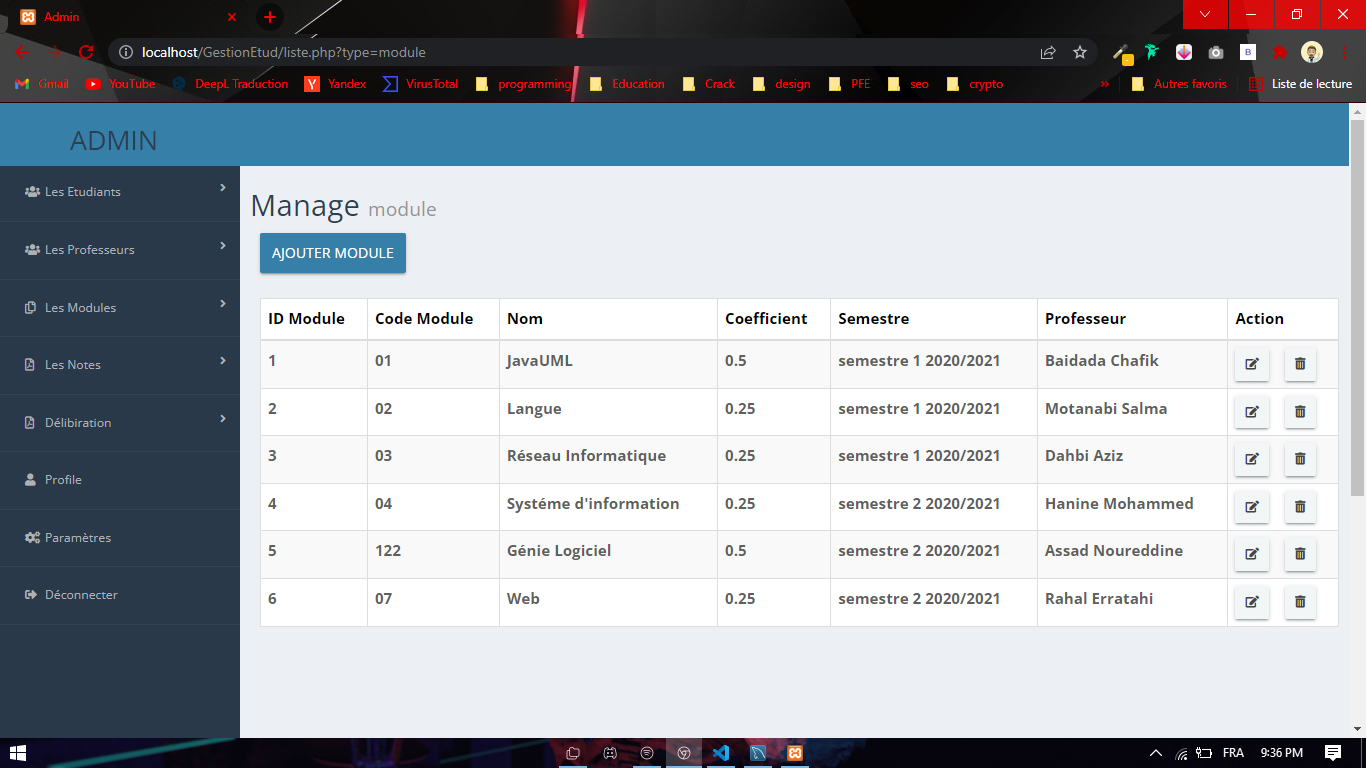 Admin
localhost/GestionEtud/liste.php?type=module
Gmail YouTube DeepL Traduction Yandex VirusTotal programming Education Crack design PFE seo crypto » Autres favoris Liste de lecture
ADMIN
Les Etudiants
Les Professeurs
Les Modules
Les Notes
Délibiration
Profile
Paramètres
Déconnecter
Manage module
AJOUTER MODULE
ID Module Code Module Nom Coefficient Semestre Professeur Action
1 01 JavaUML 0.5 semestre 1 2020/2021 Baidada Chafik
2 02 Langue 0.25 semestre 1 2020/2021 Motanabi Salma
3 03 Réseau Informatique 0.25 semestre 1 2020/2021 Dahbi Aziz
4 04 Systéme d'information 0.25 semestre 2 2020/2021 Hanine Mohammed
5 122 Génie Logiciel 0.5 semestre 2 2020/2021 Assad Noureddine
6 07 Web 0.25 semestre 2 2020/2021 Rahal Erratahi
FRA 9:36 PM